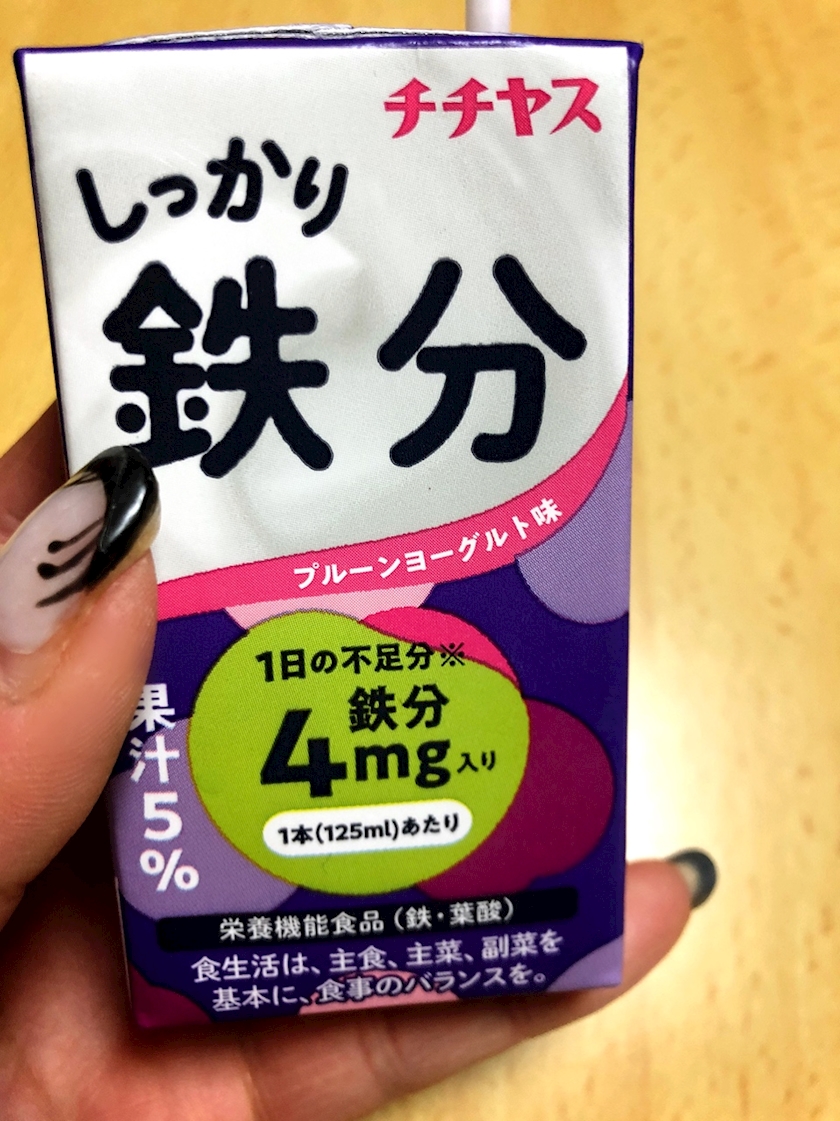 チチヤス
しっかり
鉄分
プルーンヨーグルト味
1日の不足分※
鉄分
4mg入り
1本(125ml)あたり
果汁5%
栄養機能食品（鉄・葉酸）
食生活は、主食、主菜、副菜を
基本に、食事のバランスを。